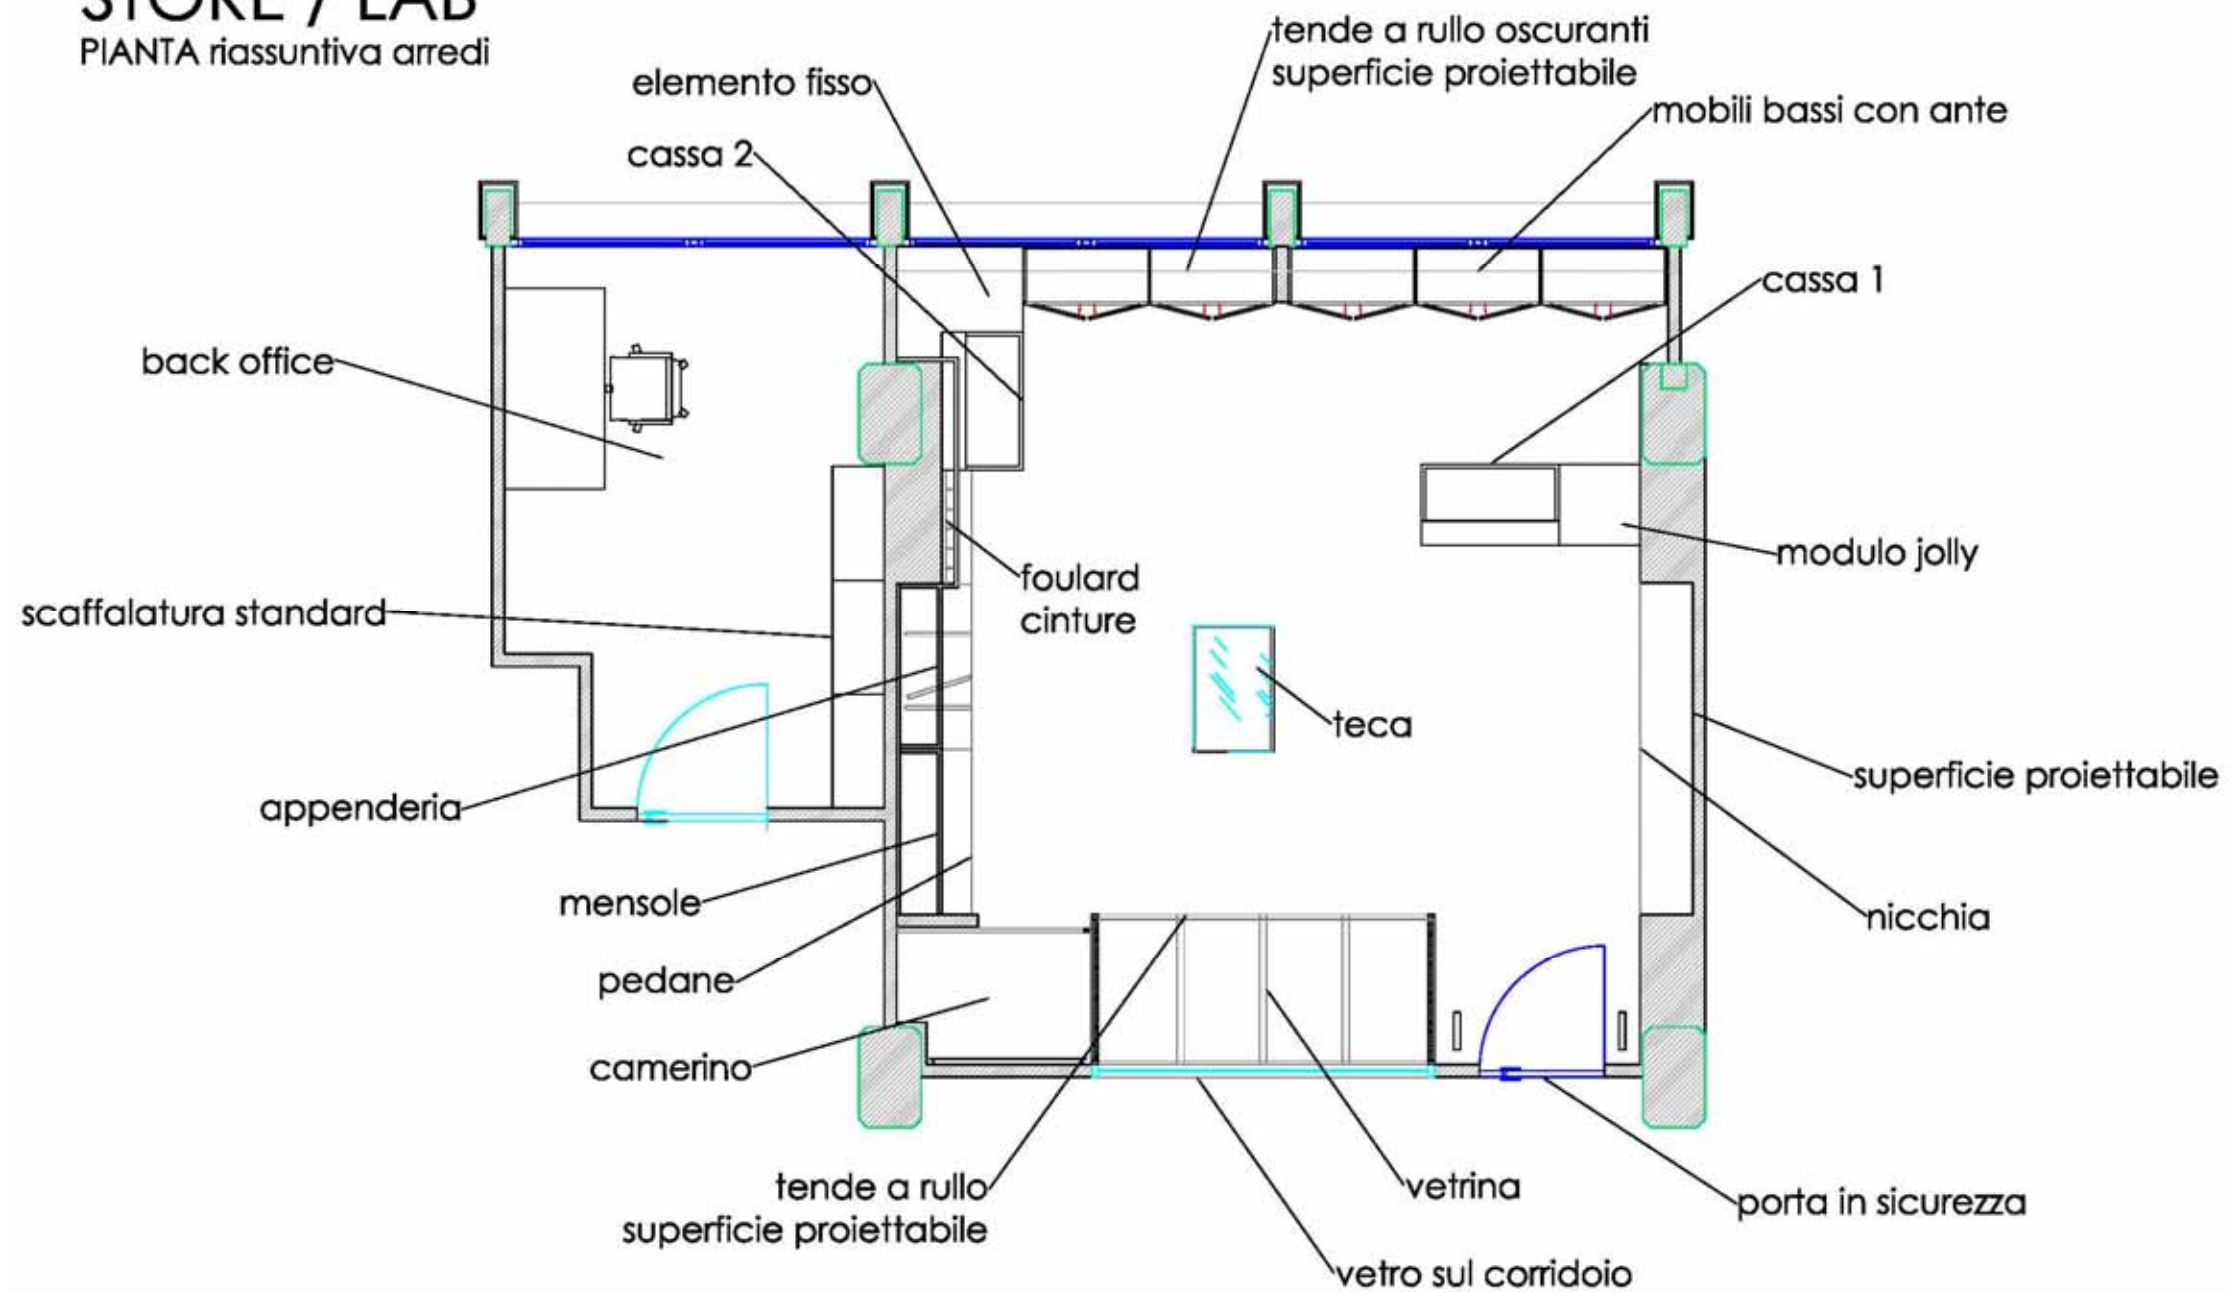 STORE / LAB
PIANTA riassuntiva arredi
tende a rullo oscuranti
superficie proiettabile
elemento fisso
mobili bassi con ante
cassa 2
cassa 1
back office
modulo jolly
foulard
cinture
scaffalatura standard
teca
superficie proiettabile
appenderia
mensole
nicchia
pedane
camerino
tende a rullo
superficie proiettabile
vetrina
porta in sicurezza
vetro sul corridoio